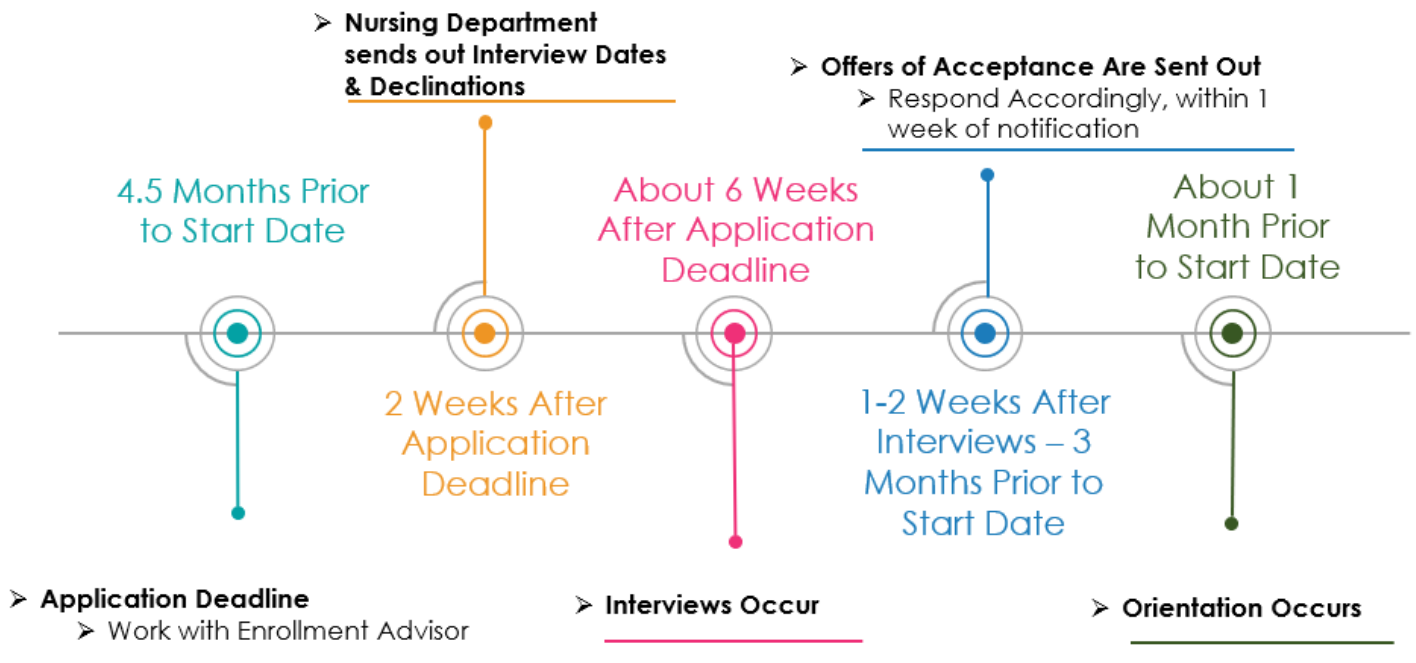 ➢ Nursing Department
sends out Interview Dates
& Declinations
➢ Offers of Acceptance Are Sent Out
➢ Respond Accordingly, within 1
week of notification
4.5 Months Prior
to Start Date
About 6 Weeks
After Application
Deadline
About 1
Month Prior
to Start Date
2 Weeks After
Application
Deadline
1-2 Weeks After
Interviews – 3
Months Prior to
Start Date
➢ Application Deadline
➢ Work with Enrollment Advisor
➢ Interviews Occur
➢ Orientation Occurs